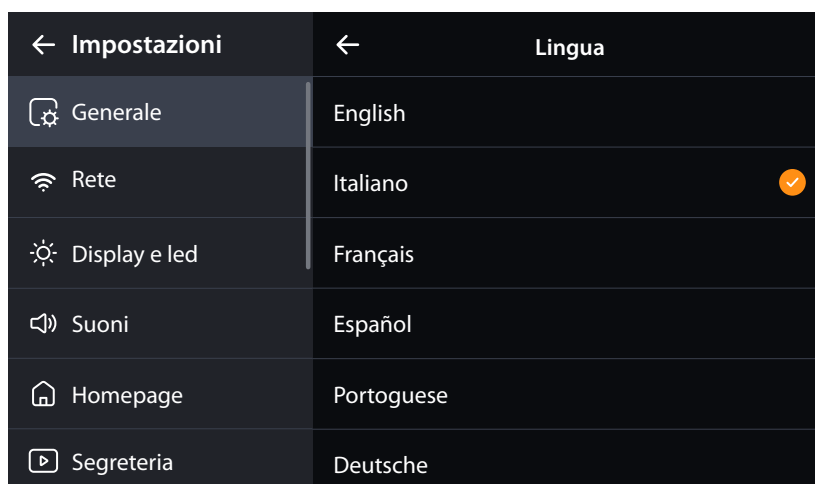 Impostazioni
Generale
Rete
Display e led
Suoni
Homepage
Segreteria
Lingua
English
Italiano
Français
Español
Portoguese
Deutsche